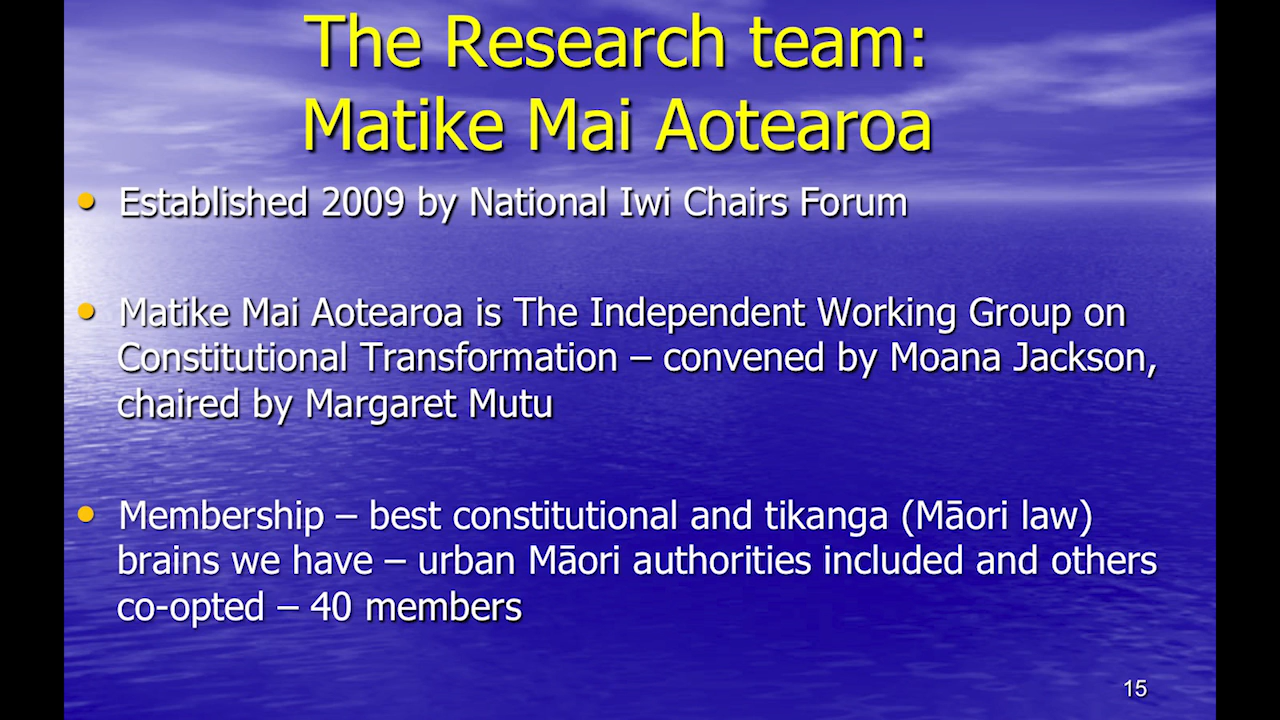 The Research team:
Matike Mai Aotearoa
• Established 2009 by National Iwi Chairs Forum
• Matike Mai Aotearoa is The Independent Working Group on
Constitutional Transformation – convened by Moana Jackson,
chaired by Margaret Mutu
• Membership – best constitutional and tikanga (Māori law)
brains we have – urban Māori authorities included and others
co-opted – 40 members
15